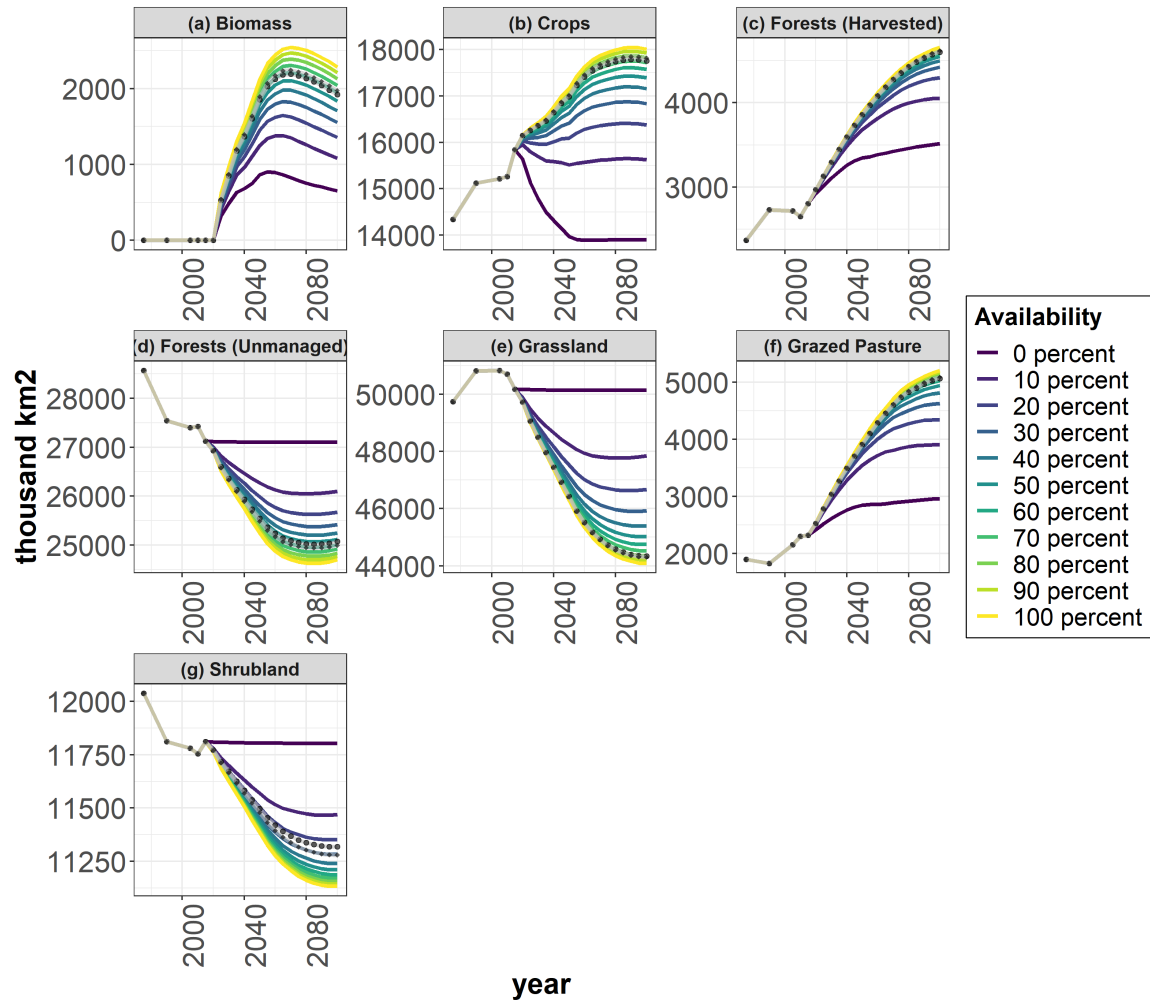 (a) Biomass
(b) Crops
(c) Forests (Harvested)
2000
1000
0
18000
17000
16000
15000
14000
4000
3000
2000
2040
2080
2000
2040
2080
2000
2040
2080
thousand km2
(d) Forests (Unmanaged)
(e) Grassland
(f) Grazed Pasture
28000
27000
26000
25000
50000
48000
46000
44000
5000
4000
3000
2000
2000
2040
2080
2000
2040
2080
2000
2040
2080
Availability
0 percent
10 percent
20 percent
30 percent
40 percent
50 percent
60 percent
70 percent
80 percent
90 percent
100 percent
(g) Shrubland
12000
11750
11500
11250
2000
2040
2080
year